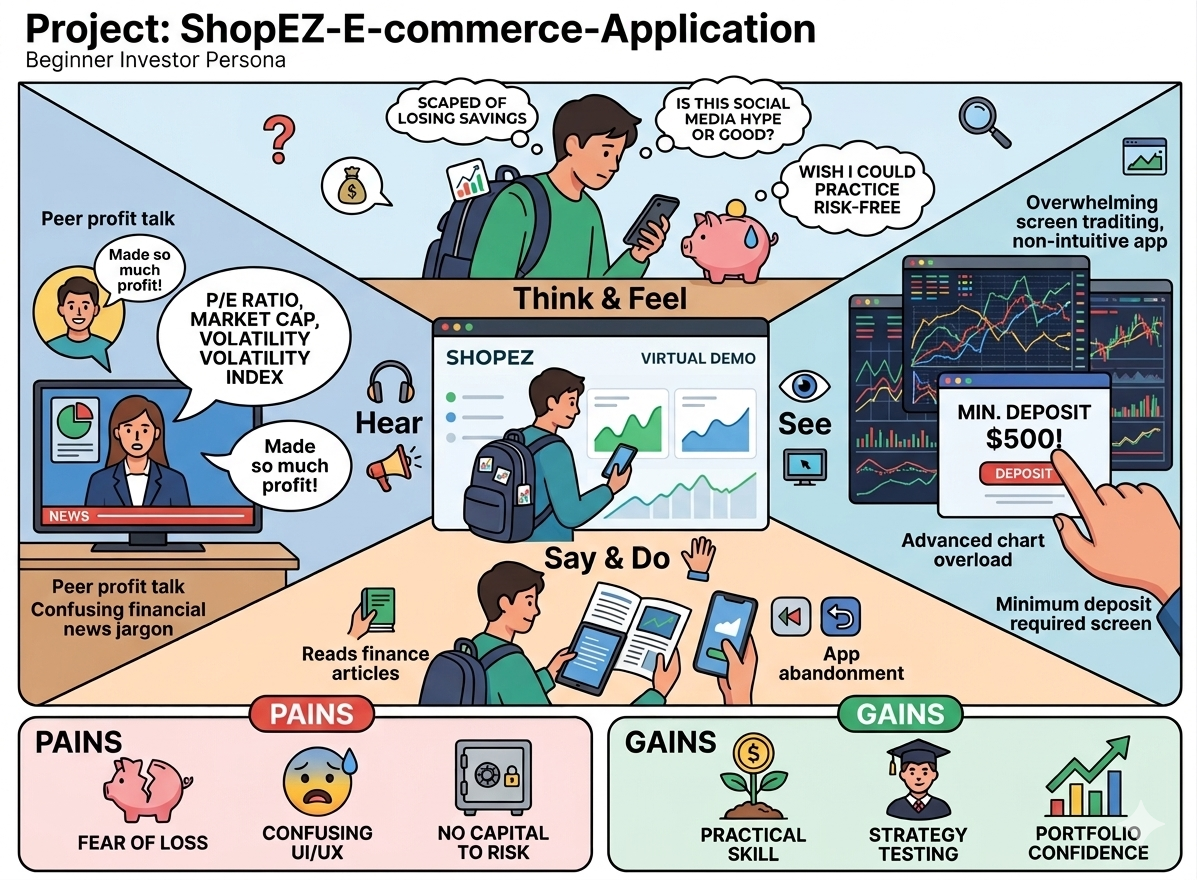 Project: ShopEZ-E-commerce-Application
Beginner Investor Persona
SCAPED OF
LOSING SAVINGS
IS THIS SOCIAL
MEDIA HYPE
OR GOOD?
WISH I COULD
PRACTICE
RISK-FREE
?
$
Think & Feel
Peer profit talk
Made so
much
profit!
P/E RATIO,
MARKET CAP,
VOLATILITY
VOLATILITY
INDEX
Made
so much
profit!
NEWS
Hear
Peer profit talk
Confusing financial
news jargon
SHOPEZ
VIRTUAL DEMO
See
Overwhelming
screen tradititng,
non-intuitive app
MIN. DEPOSIT
$500!
DEPOSIT
Advanced chart
overload
Minimum deposit
required screen
Say & Do
Reads finance
articles
App
abandonment
PAINS
PAINS
FEAR OF LOSS
CONFUSING
UI/UX
NO CAPITAL
TO RISK
GAINS
GAINS
$
PRACTICAL
SKILL
STRATEGY
TESTING
PORTFOLIO
CONFIDENCE